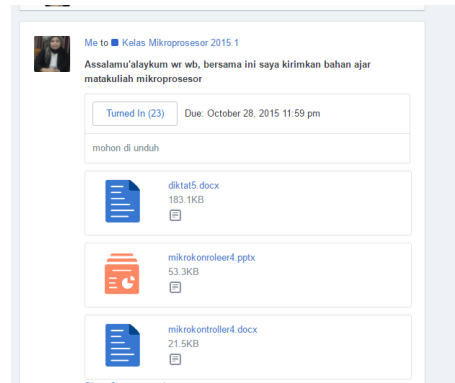 Me to Kelas Mikroprosesor 2015.1
Assalamu'alaykum wr wb, bersama ini saya kirimkan bahan ajar
matakuliah mikroprosesor
Turned In (23) Due: October 28, 2015 11:59 pm
mohon di unduh
diktat5.docx
183.1KB
mikrokonroleer4.pptx
53.3KB
mikrokontroller4.docx
21.5KB